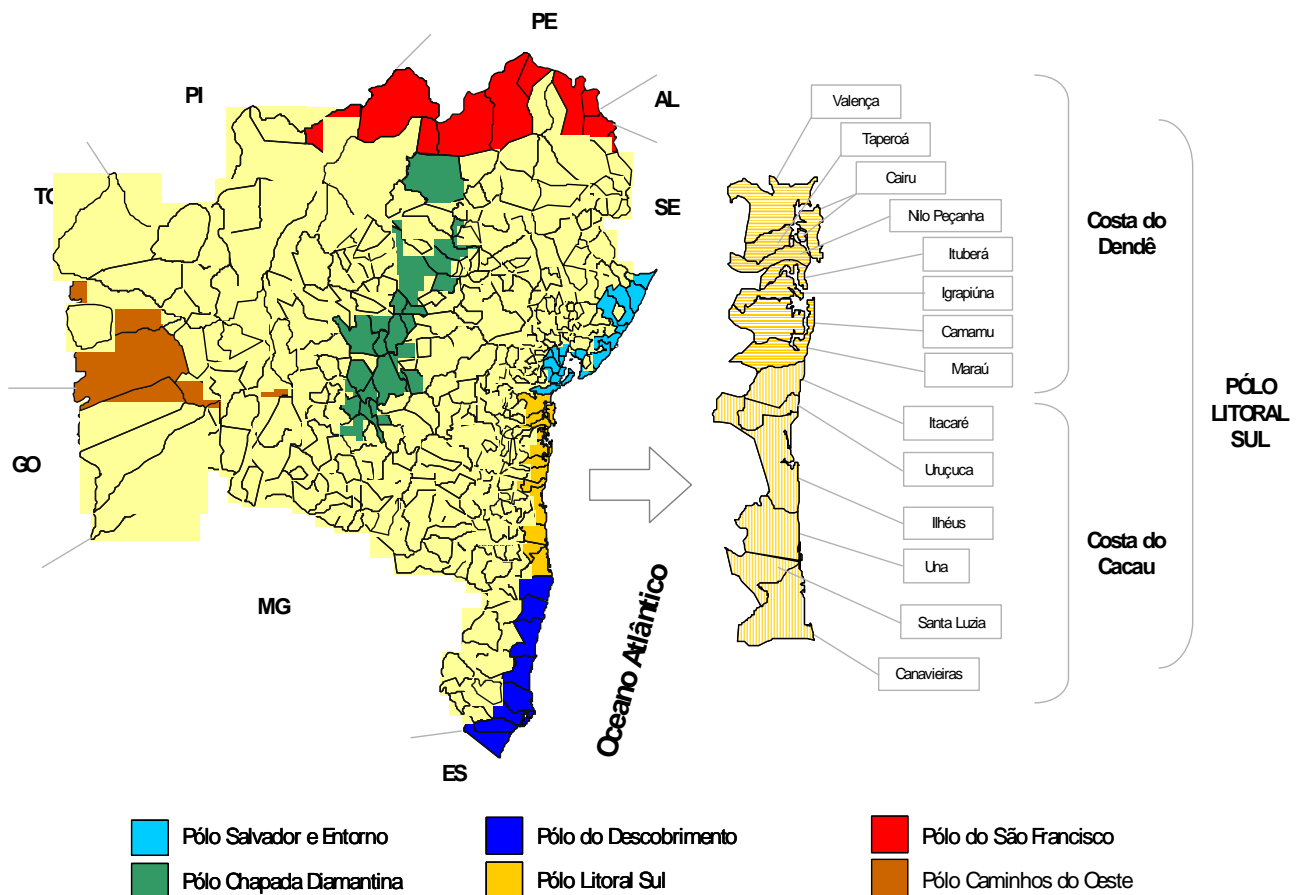 PE
PI
AL
TO
SE
GO
MG
ES
Oceano Atlântico
Valença
Taperoá
Cairu
Nilo Peçanha
Ituberá
Igrapiúna
Camamu
Maraú
Itacaré
Uruçuca
Ilhéus
Una
Santa Luzia
Canavieiras
Costa do
Dendê
Costa do
Cacau
PÓLO
LITORAL
SUL
Pólo Salvador e Entorno
Pólo do Descobrimento
Pólo do São Francisco
Pólo Chapada Diamantina
Pólo Litoral Sul
Pólo Caminhos do Oeste